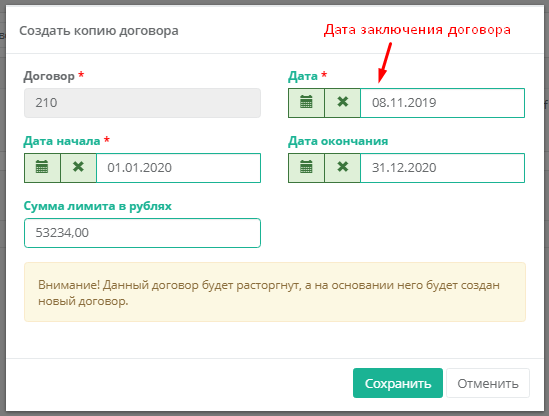 Создать копию договора
Дата заключения договора
Договор *
Дата *
210
08.11.2019
Дата начала *
Дата окончания
01.01.2020
31.12.2020
Сумма лимита в рублях
53234,00
Внимание! Данный договор будет расторгнут, а на основании него будет создан
новый договор.
Сохранить
Отменить